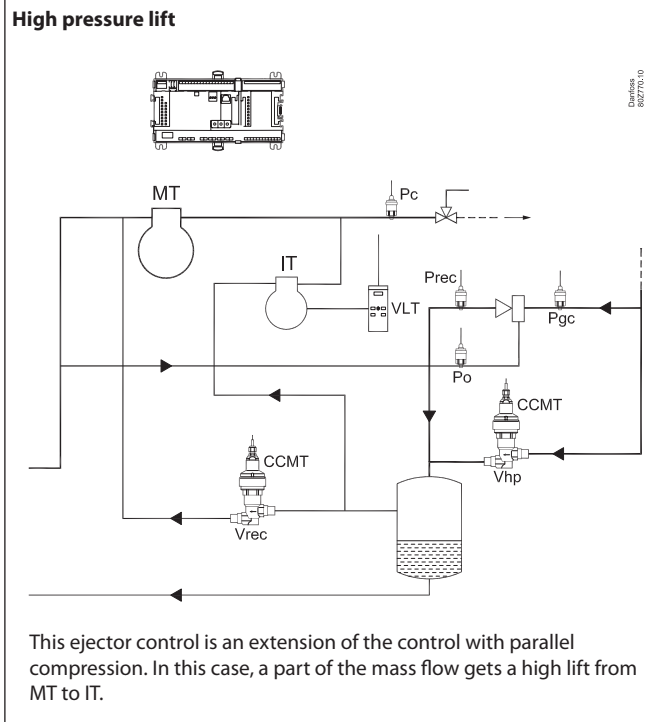 High pressure lift
Danfoss
80Z770.10
MT
Pc
IT
VLT
Prec
Pgc
Po
CCMT
Vhp
CCMT
Vrec
This ejector control is an extension of the control with parallel
compression. In this case, a part of the mass flow gets a high lift from
MT to IT.